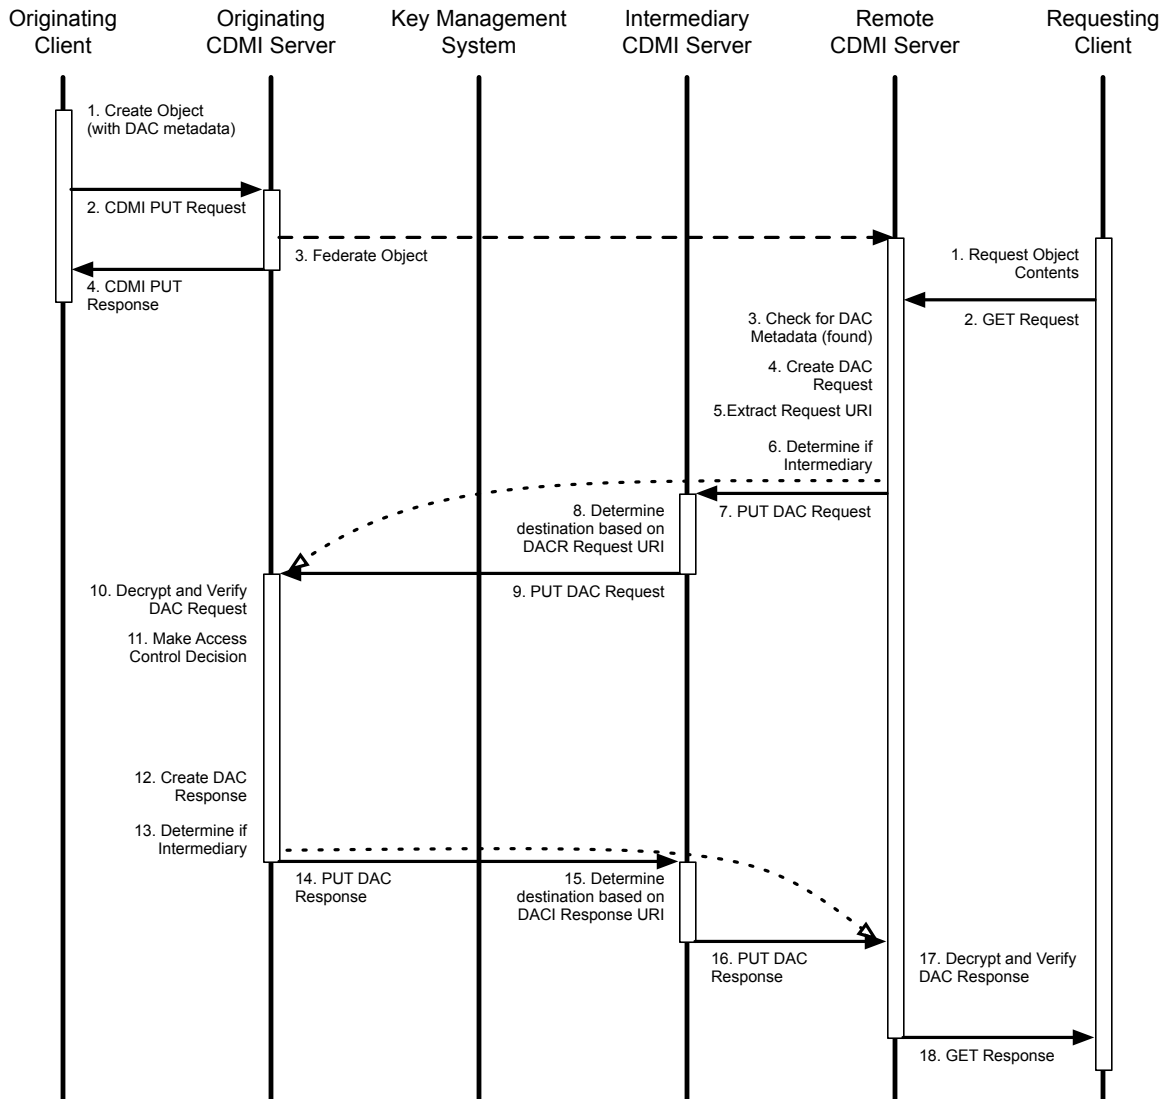 Originating
Client
Originating
CDMI Server
Key Management
System
Intermediary
CDMI Server
Remote
CDMI Server
Requesting
Client
1. Create Object
(with DAC metadata)
2. CDMI PUT Request
3. Federate Object
4. CDMI PUT
Response
1. Request Object
Contents
2. GET Request
3. Check for DAC
Metadata (found)
4. Create DAC
Request
5.Extract Request URI
6. Determine if
Intermediary
7. PUT DAC Request
8. Determine
destination based on
DACR Request URI
9. PUT DAC Request
10. Decrypt and Verify
DAC Request
11. Make Access
Control Decision
12. Create DAC
Response
13. Determine if
Intermediary
14. PUT DAC
Response
15. Determine
destination based on
DACI Response URI
16. PUT DAC
Response
17. Decrypt and Verify
DAC Response
18. GET Response